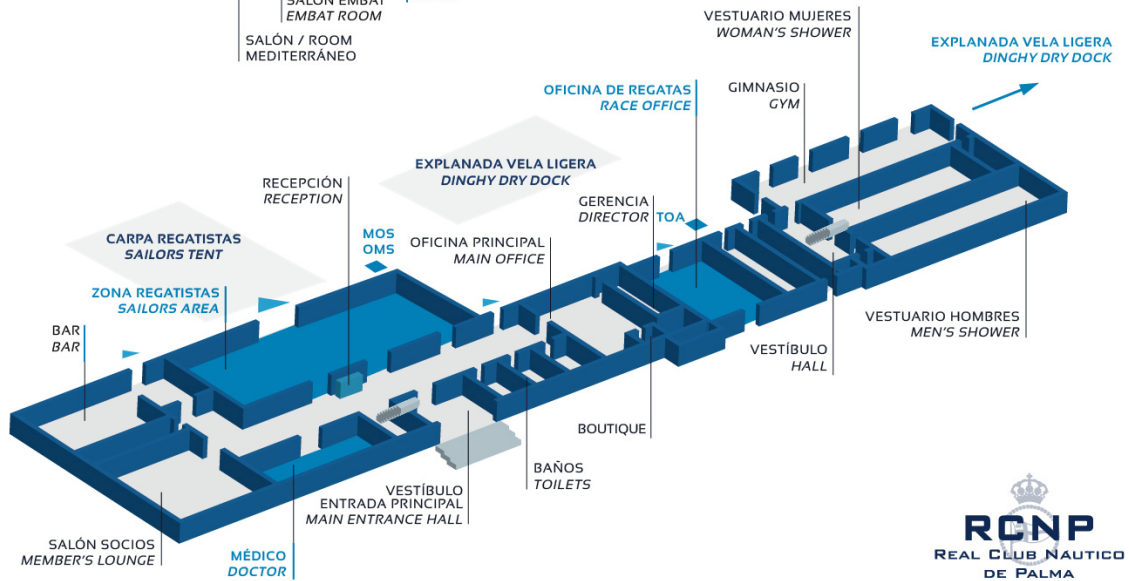 SALÓN EMBAT
EMBAT ROOM
SALÓN / ROOM
MEDITERRÁNEO
VESTUARIO MUJERES
WOMAN'S SHOWER
EXPLANADA VELA LIGERA
DINGHY DRY DOCK
OFICINA DE REGATAS
RACE OFFICE
GIMNASIO
GYM
EXPLANADA VELA LIGERA
DINGHY DRY DOCK
RECEPCIÓN
RECEPTION
GERENCIA
DIRECTOR
TOA
CARPA REGATISTAS
SAILORS TENT
MOS
OMS
OFICINA PRINCIPAL
MAIN OFFICE
ZONA REGATISTAS
SAILORS AREA
BAR
BAR
VESTUARIO HOMBRES
MEN'S SHOWER
VESTÍBULO
HALL
BOUTIQUE
BAÑOS
TOILETS
VESTÍBULO
ENTRADA PRINCIPAL
MAIN ENTRANCE HALL
SALÓN SOCIOS
MEMBER'S LOUNGE
MÉDICO
DOCTOR
RCNP
REAL CLUB NÁUTICO
DE PALMA